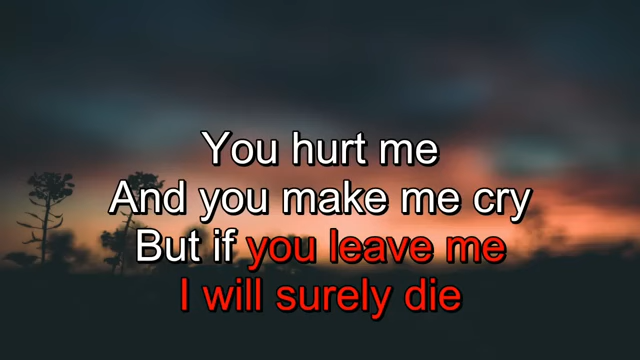 You hurt me
And you make me cry
But if you leave me
I will surely die